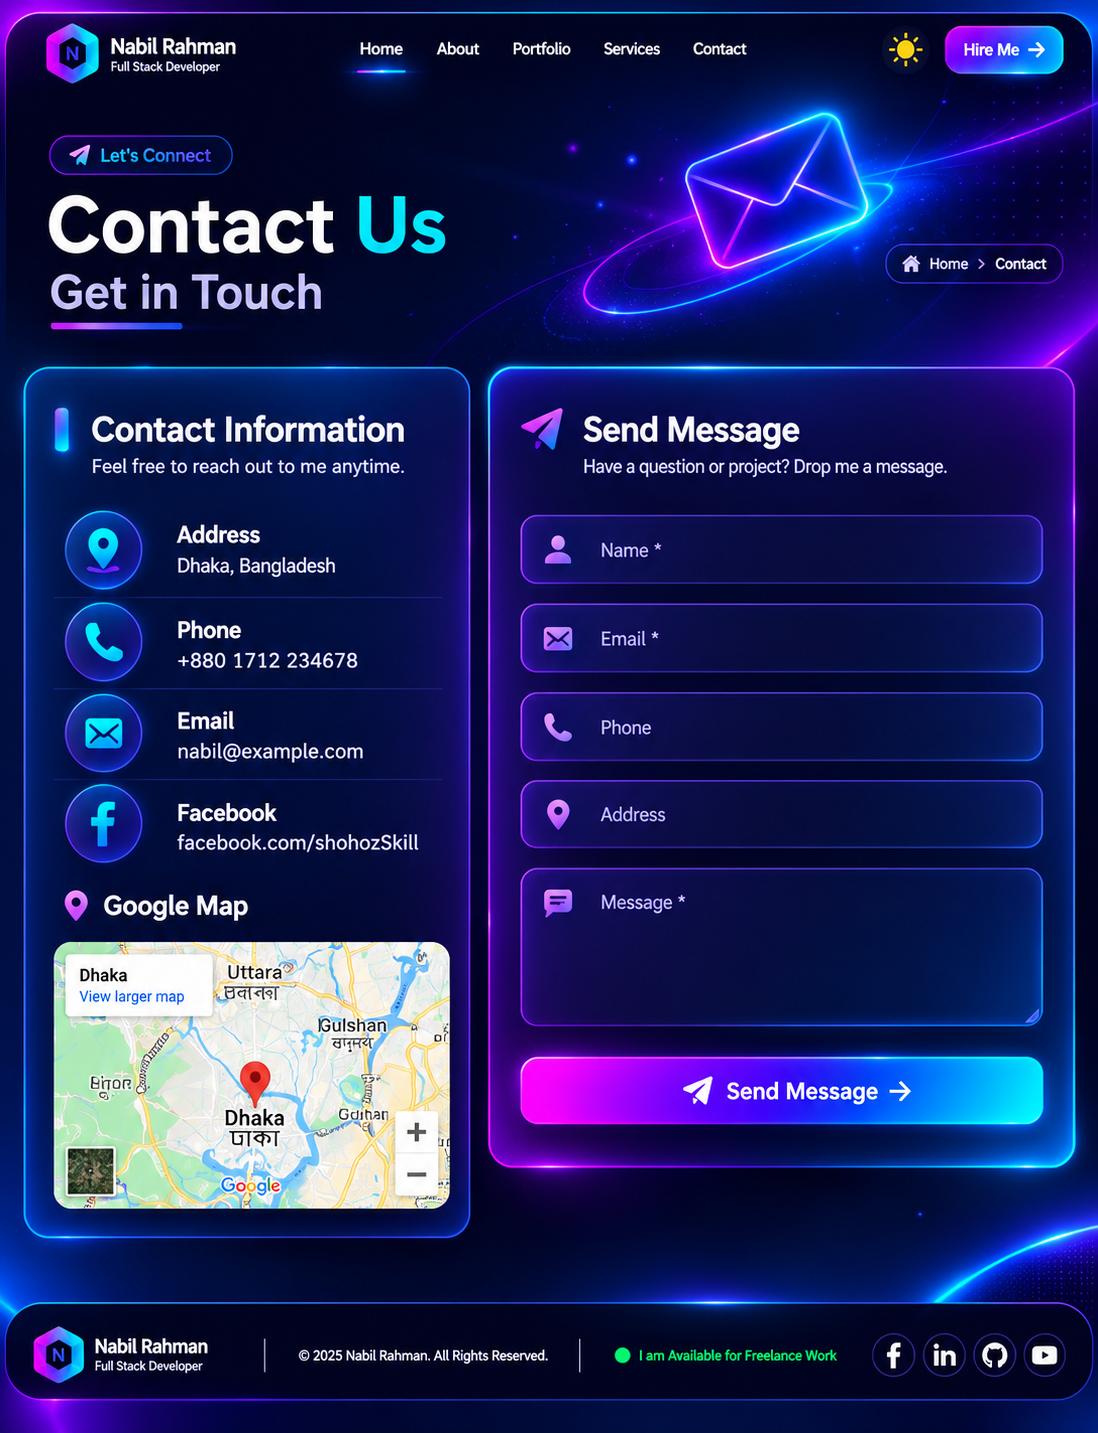 N
Nabil Rahman
Full Stack Developer
Home
About
Portfolio
Services
Contact
Hire Me →
Let's Connect
Contact Us
Get in Touch
Home > Contact
Contact Information
Feel free to reach out to me anytime.
Address
Dhaka, Bangladesh
Phone
+880 1712 234678
Email
nabil@example.com
Facebook
facebook.com/shohozSkill
Google Map
Dhaka
View larger map
Uttara
Gulshan
Dhaka
ঢাকা
Google
+
−
Send Message
Have a question or project? Drop me a message.
Name *
Email *
Phone
Address
Message *
Send Message →
N
Nabil Rahman
Full Stack Developer
© 2025 Nabil Rahman. All Rights Reserved.
I am Available for Freelance Work